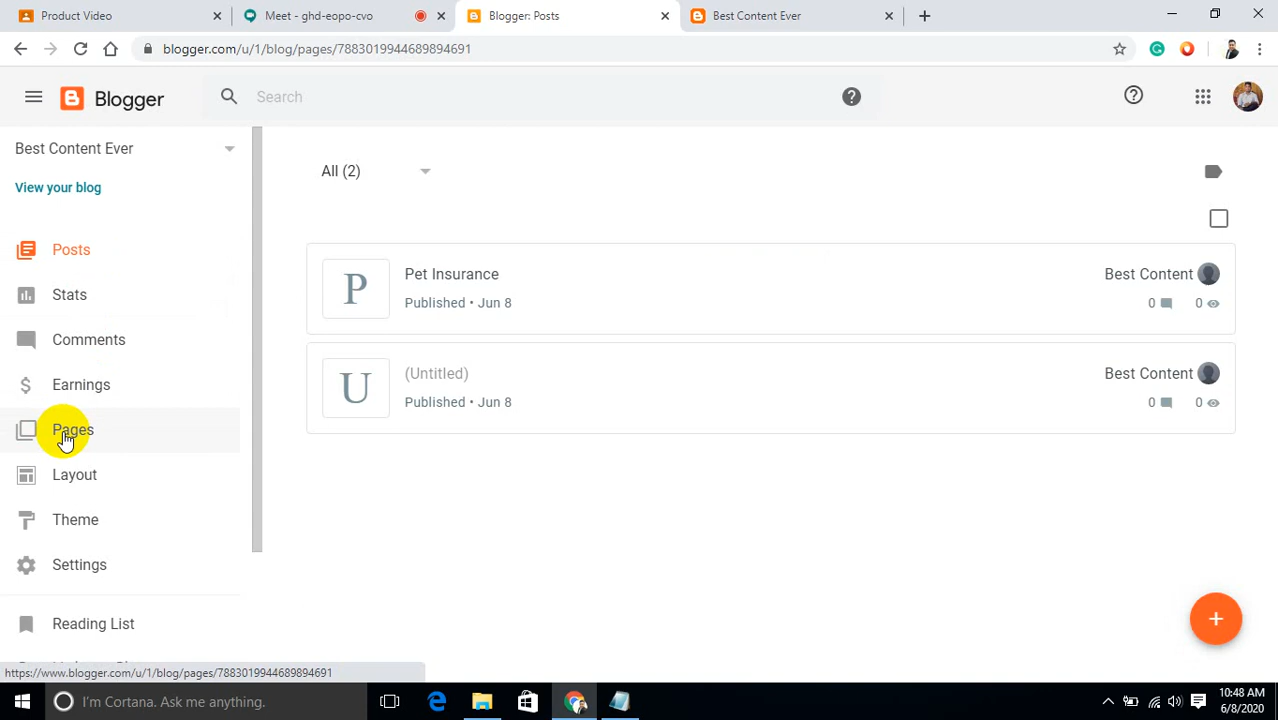 Product Video
Meet - ghd-eopo-cvo
Blogger: Posts
Best Content Ever
blogger.com/u/1/blog/pages/7883019944689894691
Blogger
Search
Best Content Ever
View your blog
All (2)
Posts
Stats
Comments
Earnings
Pages
Layout
Theme
Settings
Reading List
P
Pet Insurance
Published • Jun 8
Best Content
0
0
U
(Untitled)
Published • Jun 8
Best Content
0
0
https://www.blogger.com/u/1/blog/pages/7883019944689894691
I'm Cortana. Ask me anything.
10:48 AM
6/8/2020